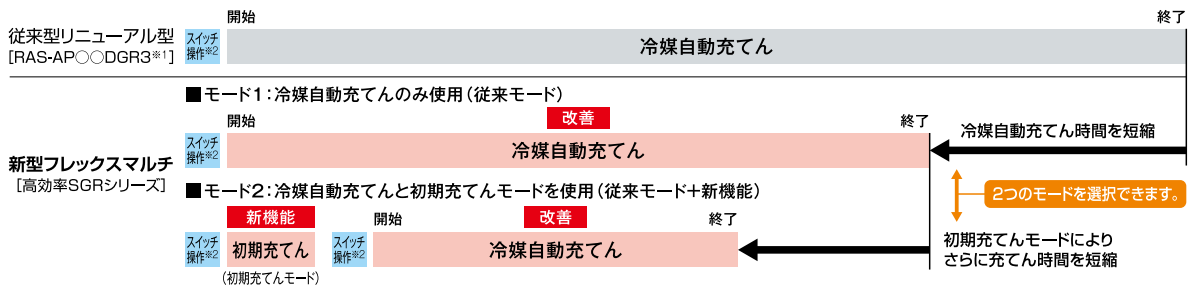 開始
終了
従来型リニューアル型
[RAS-AP○○DGR3※1]
スイッチ
操作※2
冷媒自動充てん
■モード1:冷媒自動充てんのみ使用(従来モード)
改善
開始
終了
冷媒自動充てん時間を短縮
スイッチ
操作※2
冷媒自動充てん
新型フレックスマルチ
[高効率SGRシリーズ]
■モード2:冷媒自動充てんと初期充てんモードを使用(従来モード+新機能)
2つのモードを選択できます。
新機能
開始
改善
終了
スイッチ
操作※2
初期充てん
(初期充てんモード)
スイッチ
操作※2
冷媒自動充てん
初期充てんモードにより
さらに充てん時間を短縮